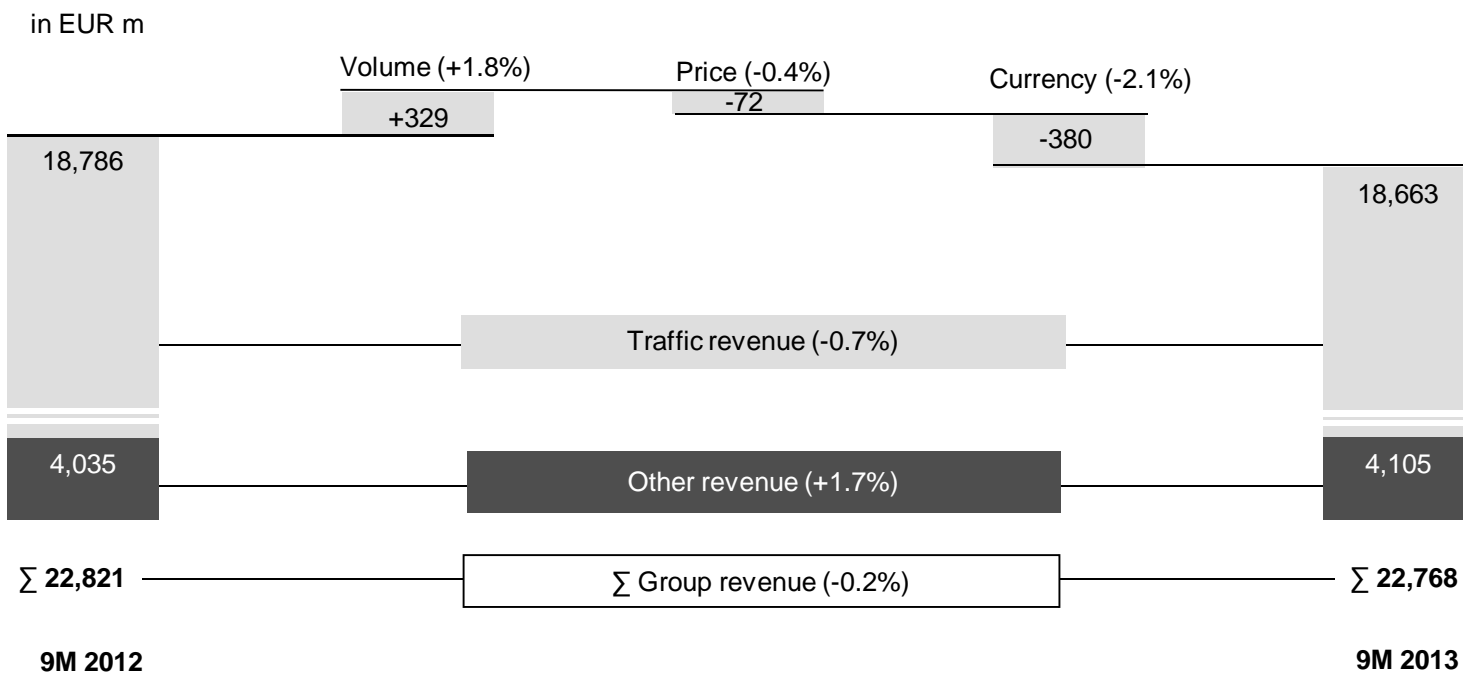 in EUR m
Volume (+1.8%)
Price (-0.4%)
Currency (-2.1%)
+329
-72
-380
18,786
18,663
Traffic revenue (-0.7%)
4,035
Other revenue (+1.7%)
4,105
∑ 22,821
∑ Group revenue (-0.2%)
∑ 22,768
9M 2012
9M 2013